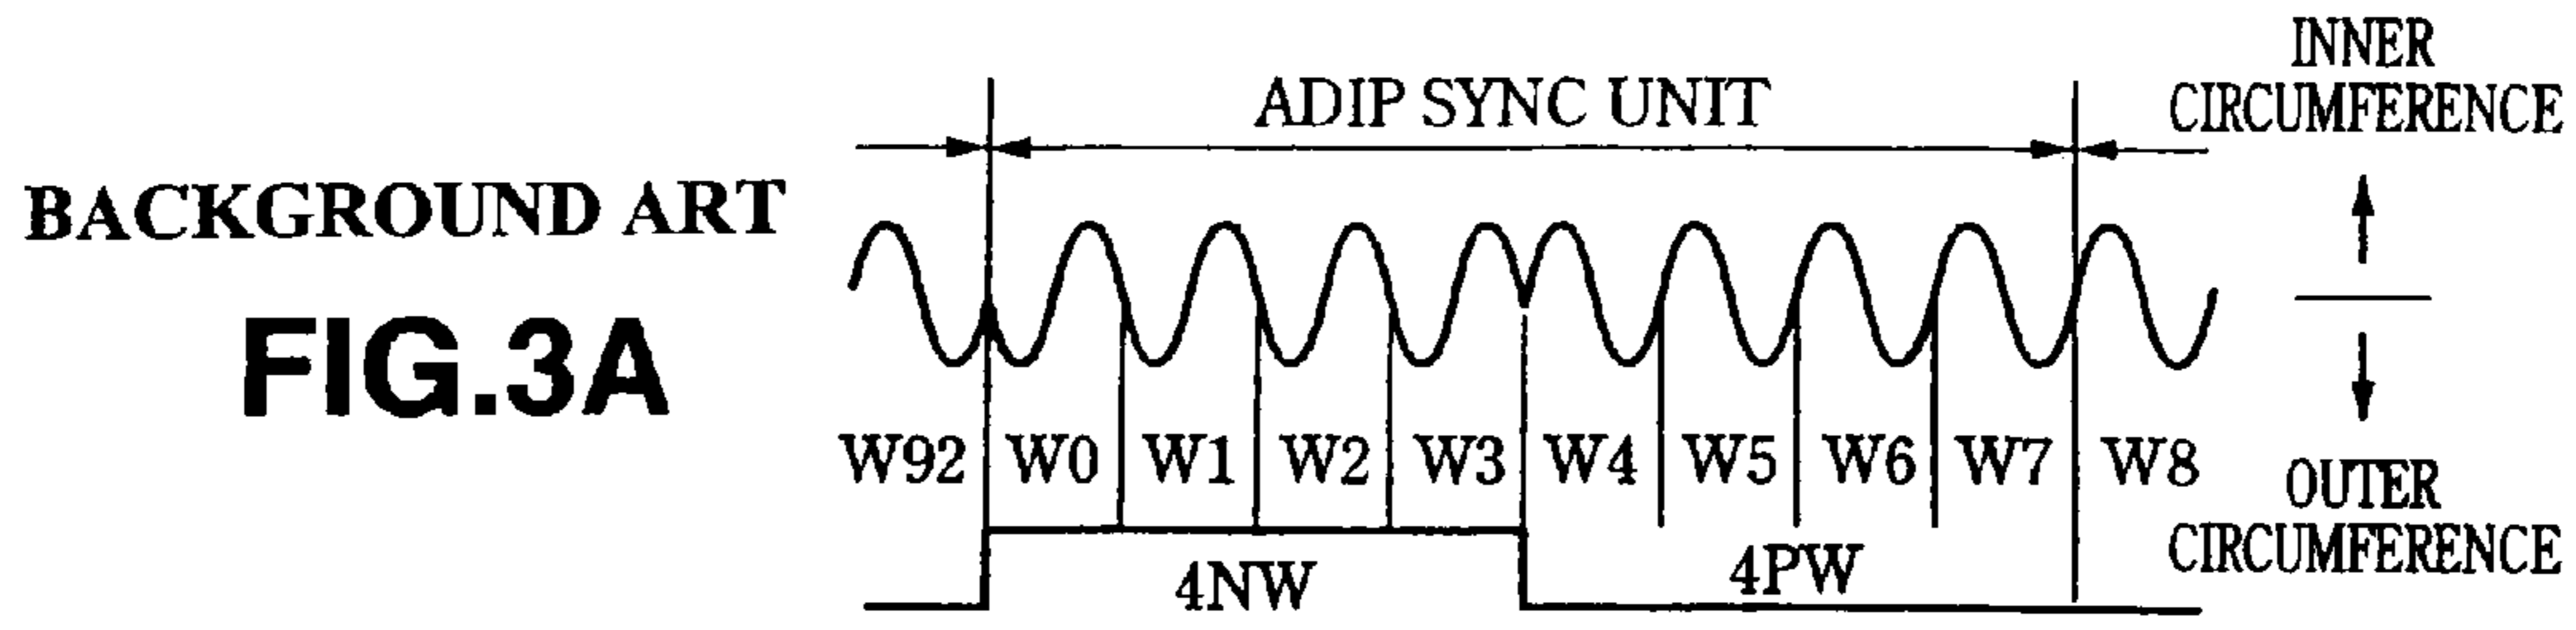 BACKGROUND ART
FIG.3A
ADIP SYNC UNIT
INNER
CIRCUMFERENCE
W92 W0 W1 W2 W3 W4 W5 W6 W7 W8
4NW 4PW
OUTER
CIRCUMFERENCE